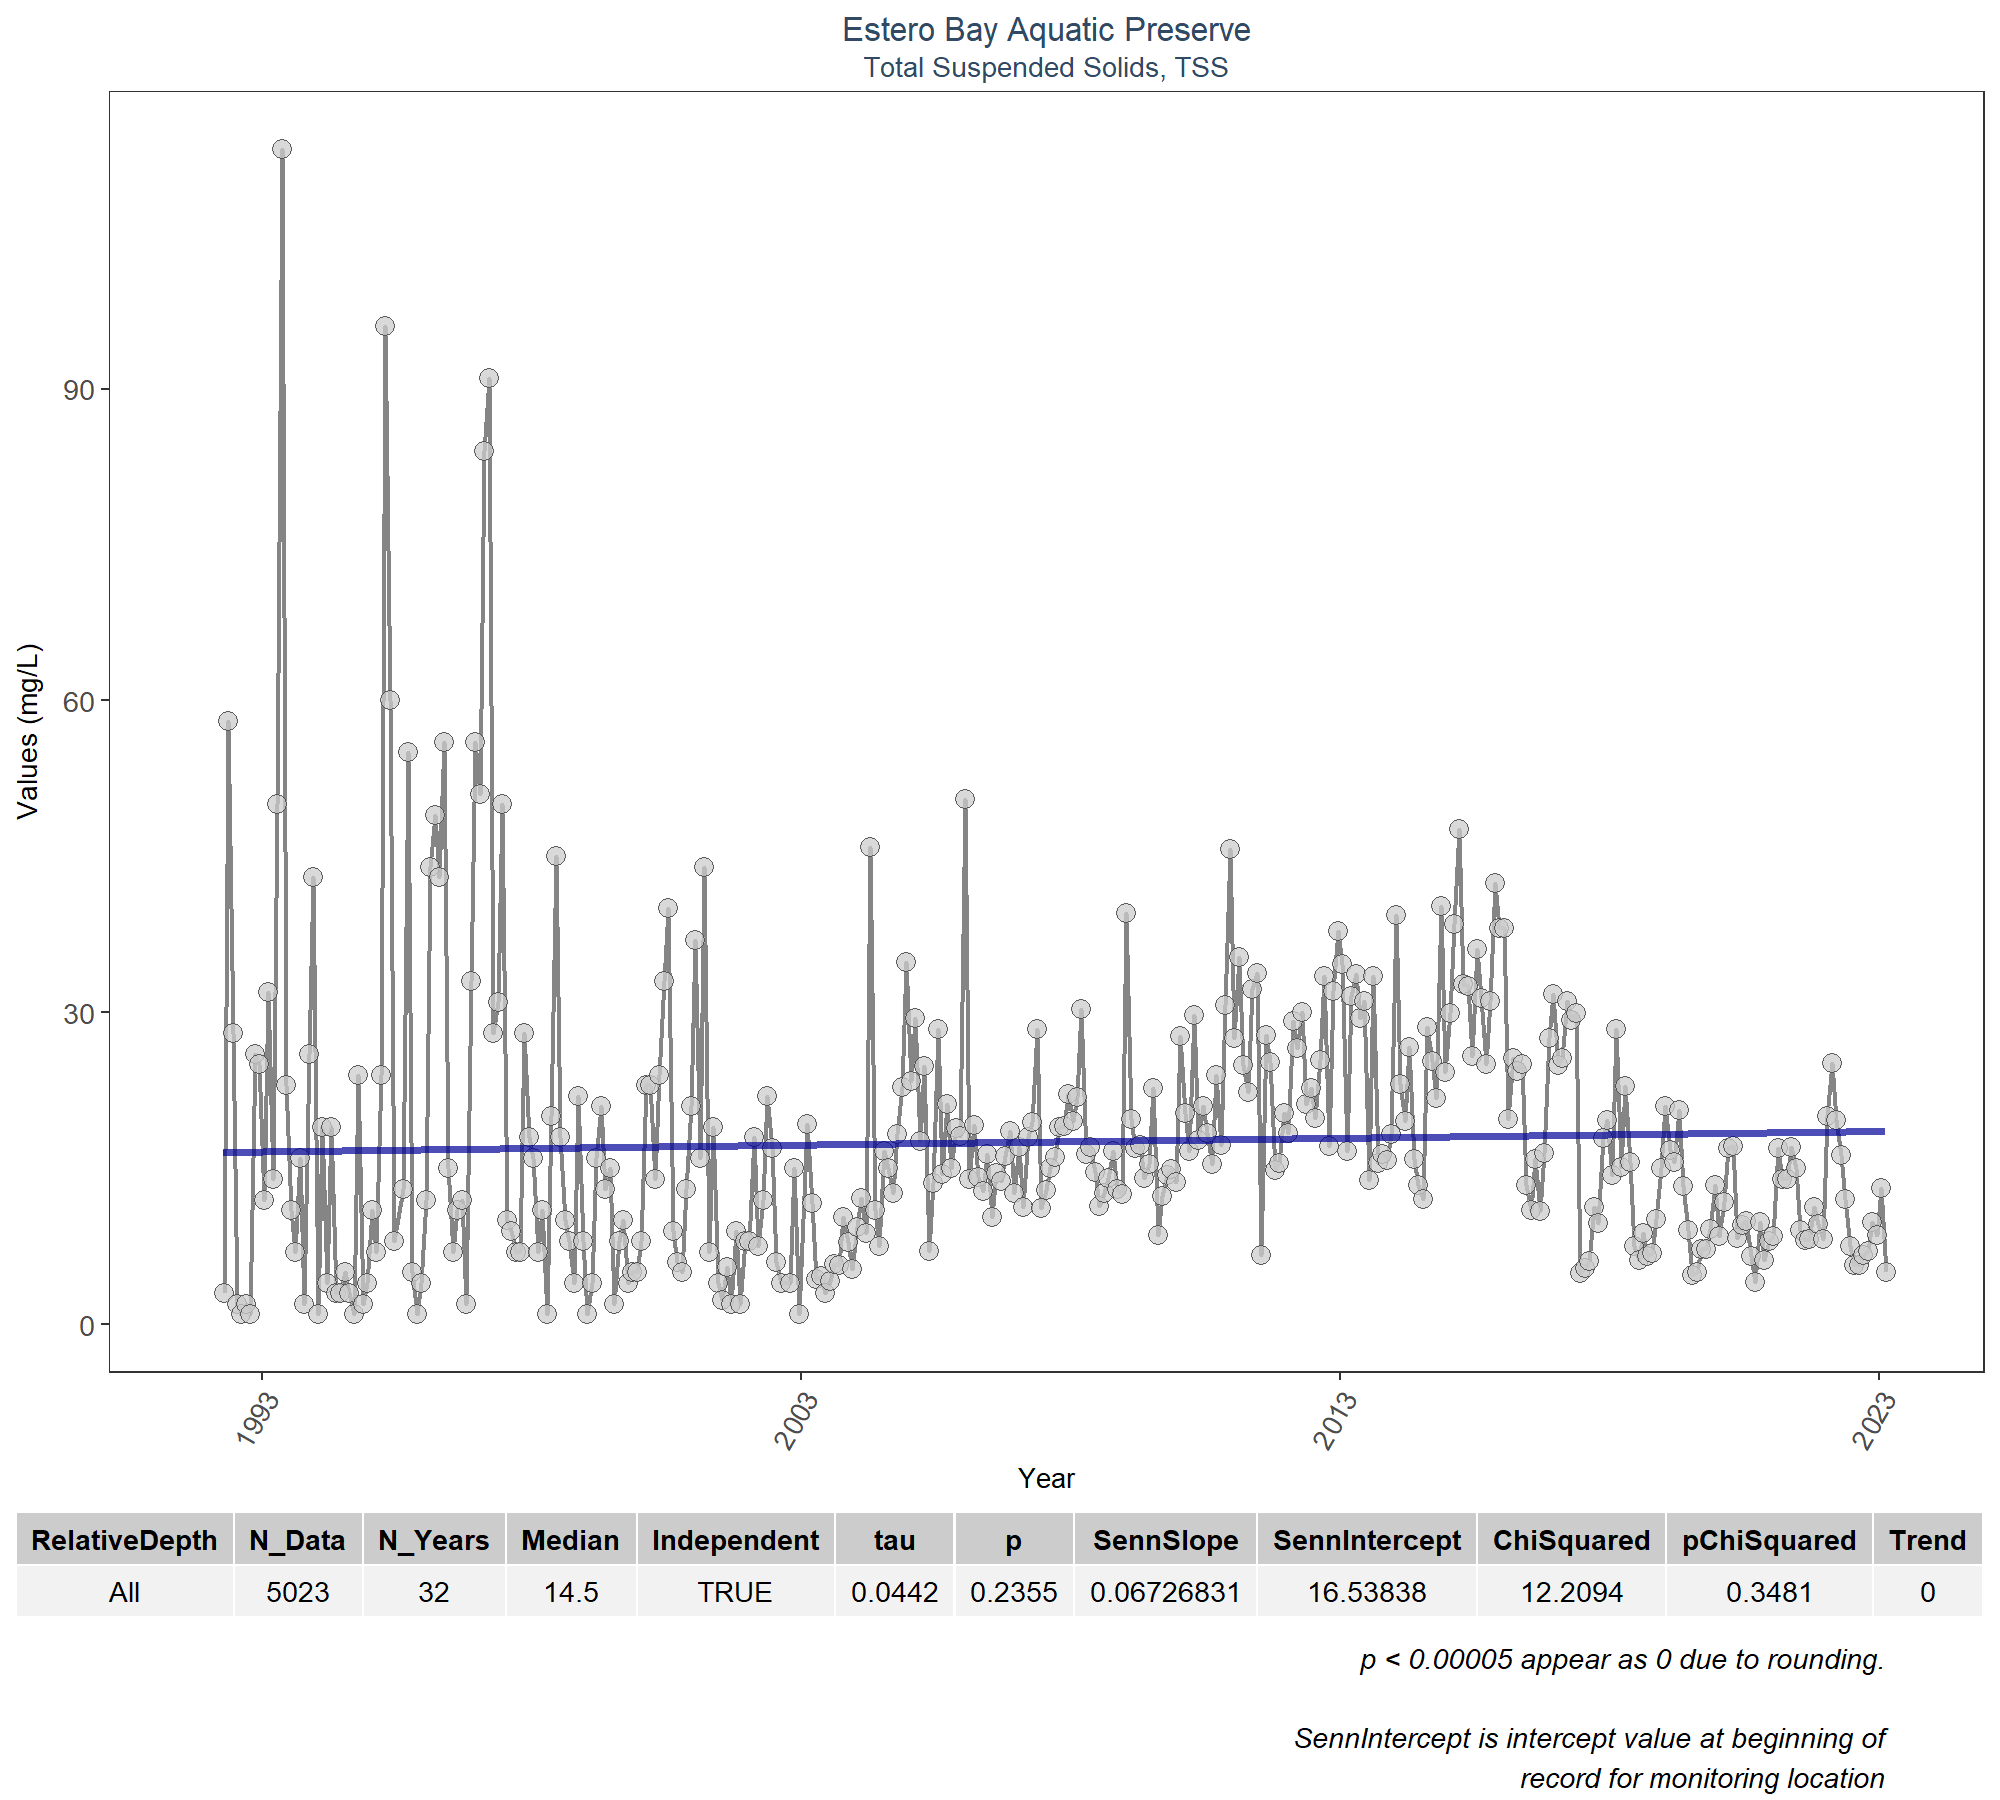 Estero Bay Aquatic Preserve
Total Suspended Solids, TSS
Values (mg/L)
90
60
30
0
1993
2003
2013
2023
Year
RelativeDepth N_Data N_Years Median Independent tau p SennSlope SennIntercept ChiSquared pChiSquared Trend
All 5023 32 14.5 TRUE 0.0442 0.2355 0.06726831 16.53838 12.2094 0.3481 0
p < 0.00005 appear as 0 due to rounding.
SennIntercept is intercept value at beginning of
record for monitoring location